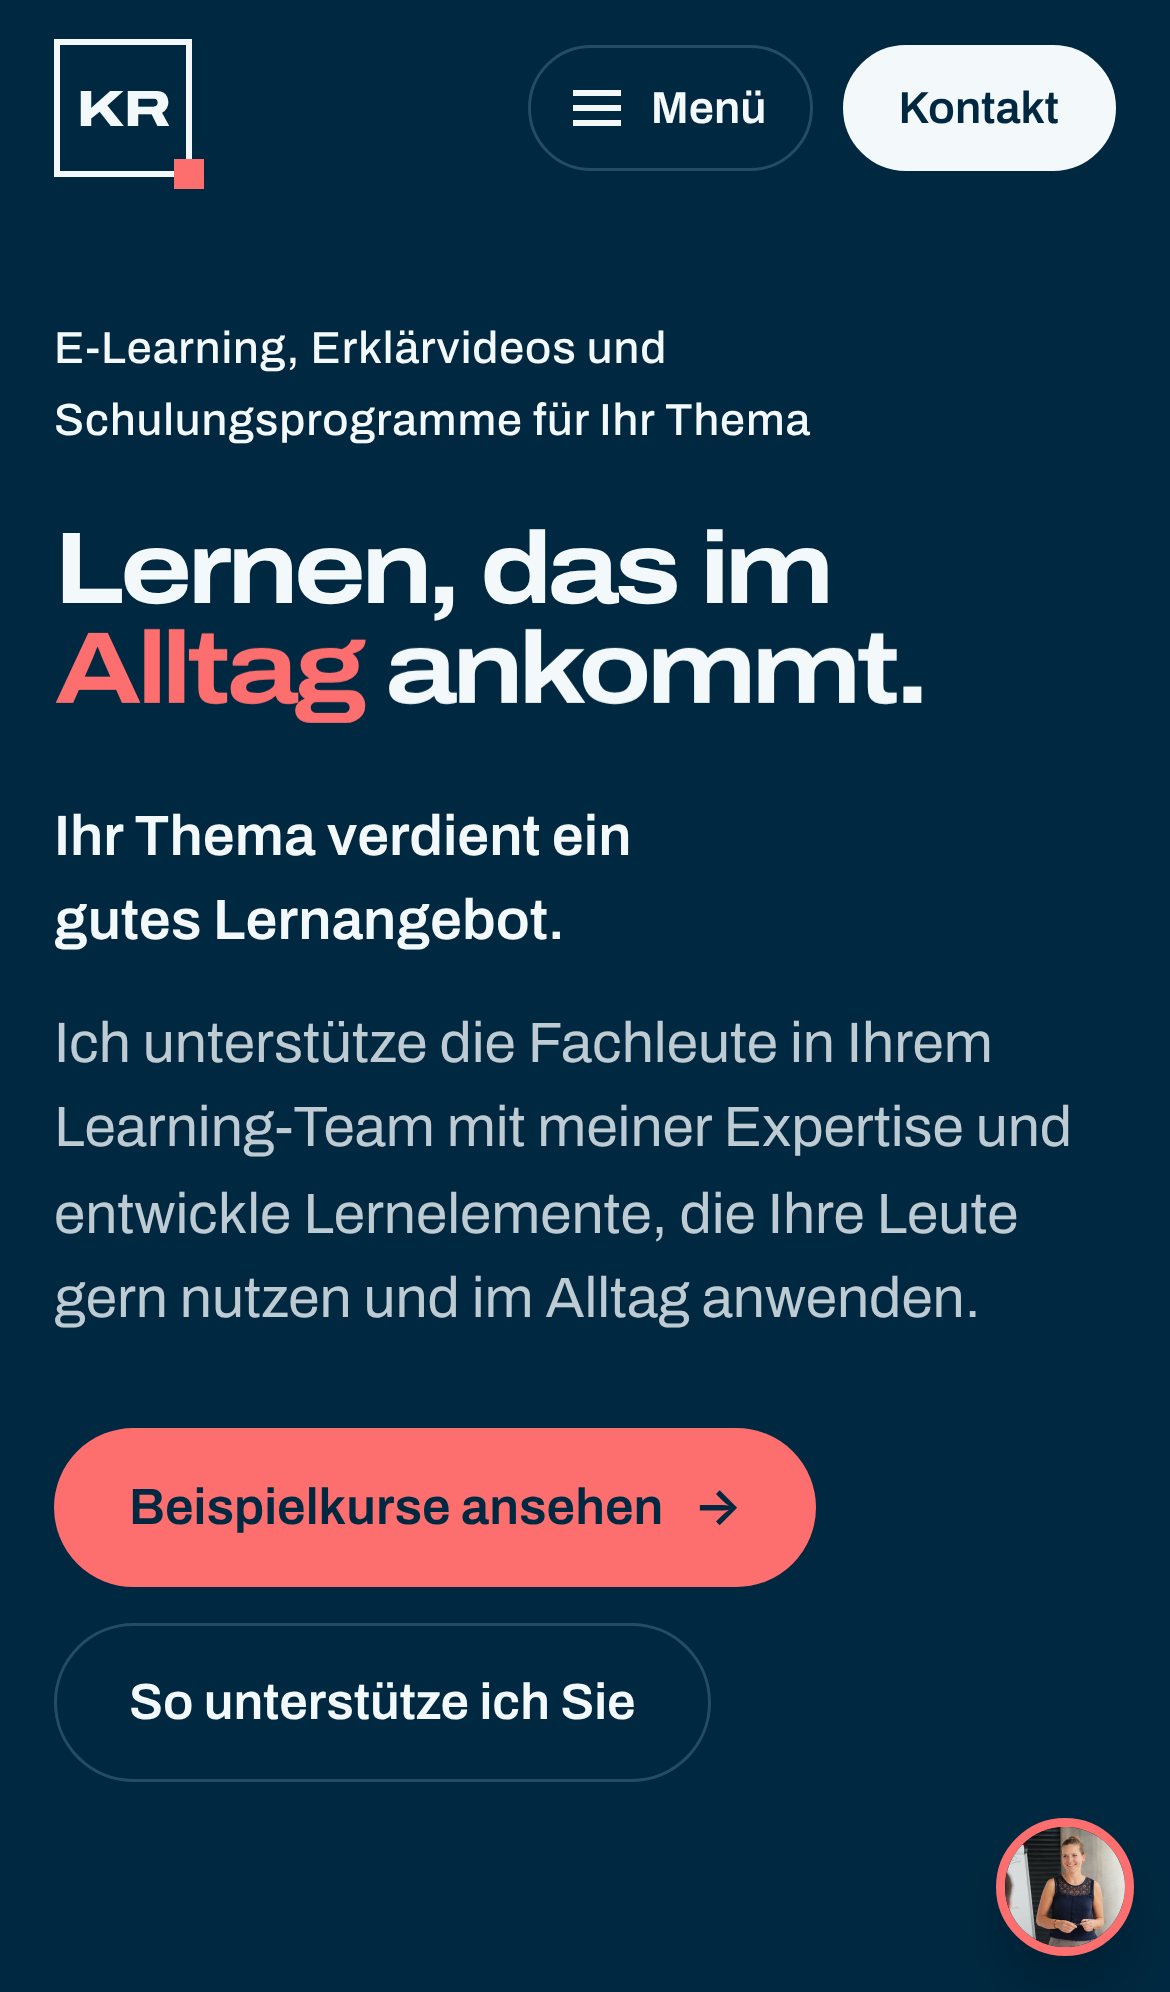 KR
Menü
Kontakt
E-Learning, Erklärvideos und
Schulungsprogramme für Ihr Thema
Lernen, das im
Alltag ankommt.
Ihr Thema verdient ein
gutes Lernangebot.
Ich unterstütze die Fachleute in Ihrem
Learning-Team mit meiner Expertise und
entwickle Lernelemente, die Ihre Leute
gern nutzen und im Alltag anwenden.
Beispielkurse ansehen →
So unterstütze ich Sie